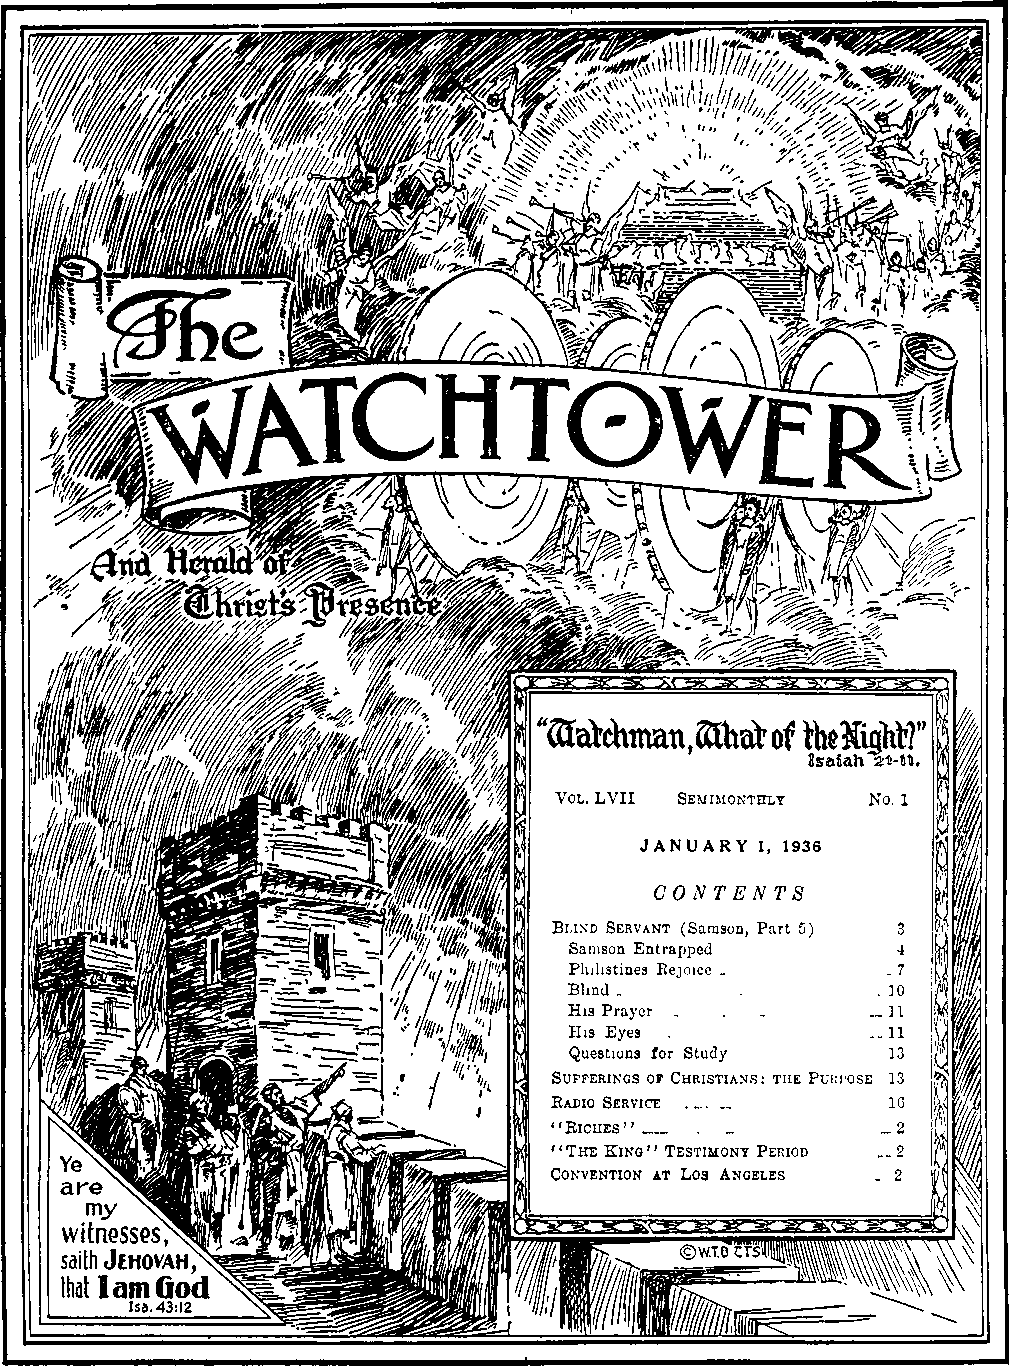 The
WATCHTOWER
And Herald of
Christ's Presence
"Watchman, What of the Night?"
Isaiah 21-11.
VOL. LVII SEMIMONTHLY No. 1
JANUARY 1, 1936
CONTENTS
BLIND SERVANT (Samson, Part 5) 3
Samson Entrapped 4
Philistines Rejoice 7
Blind 10
His Prayer 11
His Eyes 11
Questions for Study 13
SUFFERINGS OF CHRISTIANS: THE PURPOSE 13
RADIO SERVICE 16
"RICHES" 2
"THE KING" TESTIMONY PERIOD 2
CONVENTION AT LOS ANGELES 2
©W.T.B & T.S.
Ye
are
my
witnesses,
saith JEHOVAH,
that I am God
Isa. 43:12